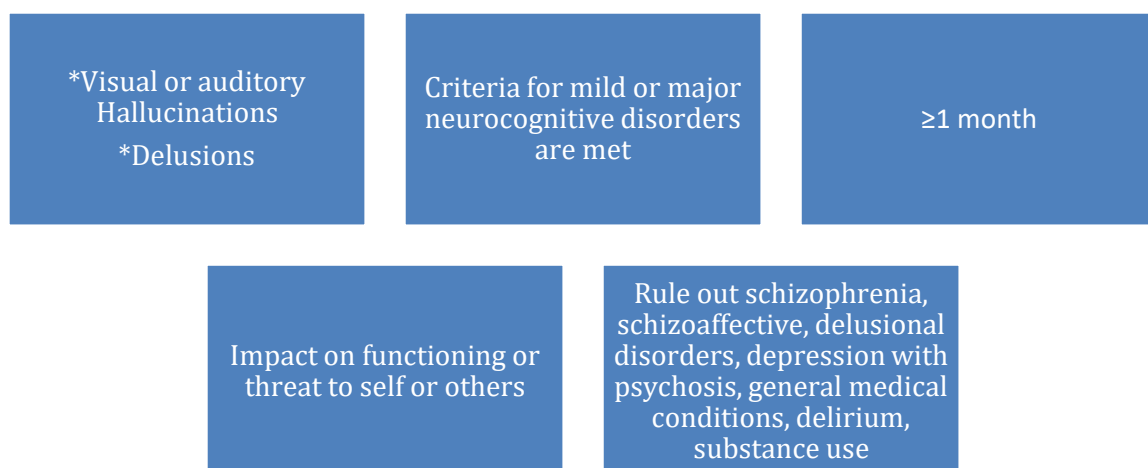 *Visual or auditory
Hallucinations
*Delusions
Criteria for mild or major
neurocognitive disorders
are met
≥1 month
Impact on functioning or
threat to self or others
Rule out schizophrenia,
schizoaffective, delusional
disorders, depression with
psychosis, general medical
conditions, delirium,
substance use